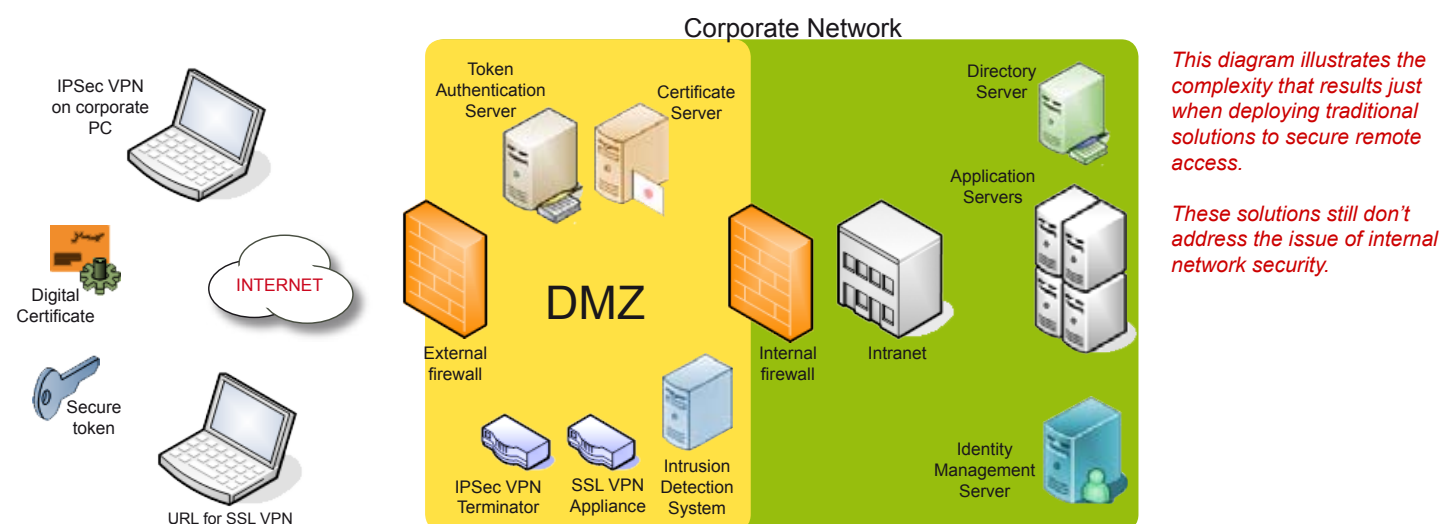 Corporate Network
IPSec VPN
on corporate
PC
Digital
Certificate
Secure
token
URL for SSL VPN
INTERNET
Token
Authentication
Server
Certificate
Server
External
firewall
DMZ
IPSec VPN
Terminator
SSL VPN
Appliance
Intrusion
Detection
System
Internal
firewall
Intranet
Directory
Server
Application
Servers
Identity
Management
Server
This diagram illustrates the
complexity that results just
when deploying traditional
solutions to secure remote
access.
These solutions still don’t
address the issue of internal
network security.